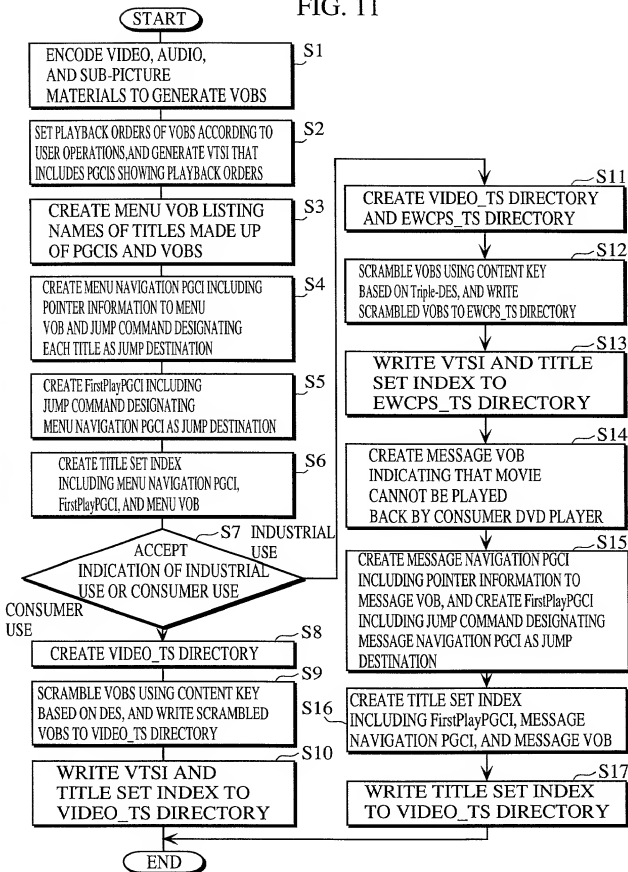 FIG. 11
START
S1
ENCODE VIDEO, AUDIO,
AND SUB-PICTURE
MATERIALS TO GENERATE VOBS
S2
SET PLAYBACK ORDERS OF VOBS ACCORDING TO
USER OPERATIONS,AND GENERATE VTSI THAT
INCLUDES PGCIS SHOWING PLAYBACK ORDERS
S3
CREATE MENU VOB LISTING
NAMES OF TITLES MADE UP
OF PGCIS AND VOBS
S4
CREATE MENU NAVIGATION PGCI INCLUDING
POINTER INFORMATION TO MENU
VOB AND JUMP COMMAND DESIGNATING
EACH TITLE AS JUMP DESTINATION
S5
CREATE FirstPlayPGCI INCLUDING
JUMP COMMAND DESIGNATING
MENU NAVIGATION PGCI AS JUMP DESTINATION
S6
CREATE TITLE SET INDEX
INCLUDING MENU NAVIGATION PGCI,
FirstPlayPGCI, AND MENU VOB
S7
ACCEPT
INDICATION OF INDUSTRIAL
USE OR CONSUMER USE
INDUSTRIAL
USE
CONSUMER
USE
S8
CREATE VIDEO_TS DIRECTORY
S9
SCRAMBLE VOBS USING CONTENT KEY
BASED ON DES, AND WRITE SCRAMBLED
VOBS TO VIDEO_TS DIRECTORY
S10
WRITE VTSI AND
TITLE SET INDEX TO
VIDEO_TS DIRECTORY
S11
CREATE VIDEO_TS DIRECTORY
AND EWCPS_TS DIRECTORY
S12
SCRAMBLE VOBS USING CONTENT KEY
BASED ON Triple-DES, AND WRITE
SCRAMBLED VOBS TO EWCPS_TS DIRECTORY
S13
WRITE VTSI AND TITLE
SET INDEX TO
EWCPS_TS DIRECTORY
S14
CREATE MESSAGE VOB
INDICATING THAT MOVIE
CANNOT BE PLAYED
BACK BY CONSUMER DVD PLAYER
S15
CREATE MESSAGE NAVIGATION PGCI
INCLUDING POINTER INFORMATION TO
MESSAGE VOB, AND CREATE FirstPlayPGCI
INCLUDING JUMP COMMAND DESIGNATING
MESSAGE NAVIGATION PGCI AS JUMP
DESTINATION
S16
CREATE TITLE SET INDEX
INCLUDING FirstPlayPGCI, MESSAGE
NAVIGATION PGCI, AND MESSAGE VOB
S17
WRITE TITLE SET INDEX
TO VIDEO_TS DIRECTORY
END